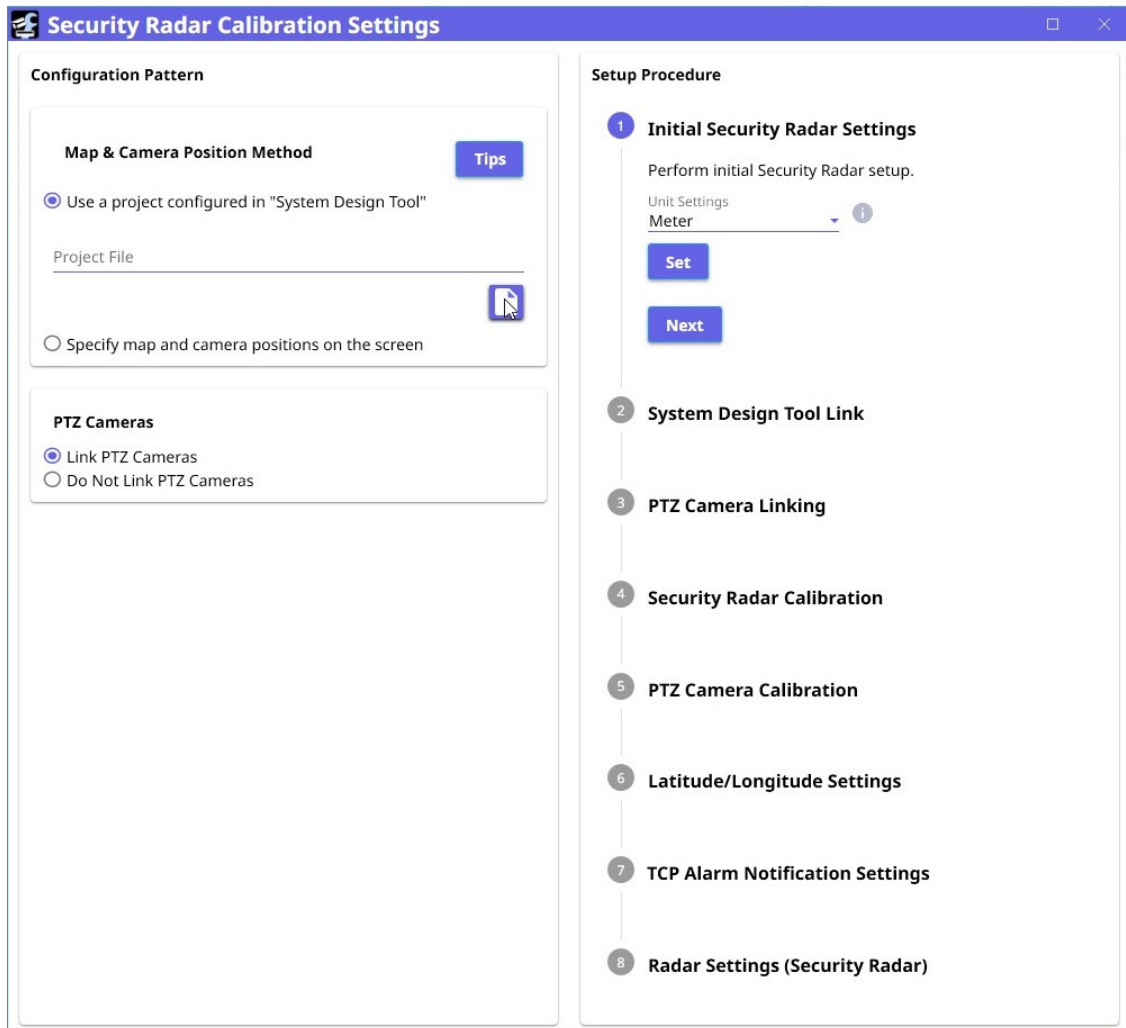 Security Radar Calibration Settings
Configuration Pattern
Map & Camera Position Method
Tips
Use a project configured in "System Design Tool"
Project File
Specify map and camera positions on the screen
PTZ Cameras
Link PTZ Cameras
Do Not Link PTZ Cameras
Setup Procedure
1 Initial Security Radar Settings
Perform initial Security Radar setup.
Unit Settings
Meter
i
Set
Next
2 System Design Tool Link
3 PTZ Camera Linking
4 Security Radar Calibration
5 PTZ Camera Calibration
6 Latitude/Longitude Settings
7 TCP Alarm Notification Settings
8 Radar Settings (Security Radar)